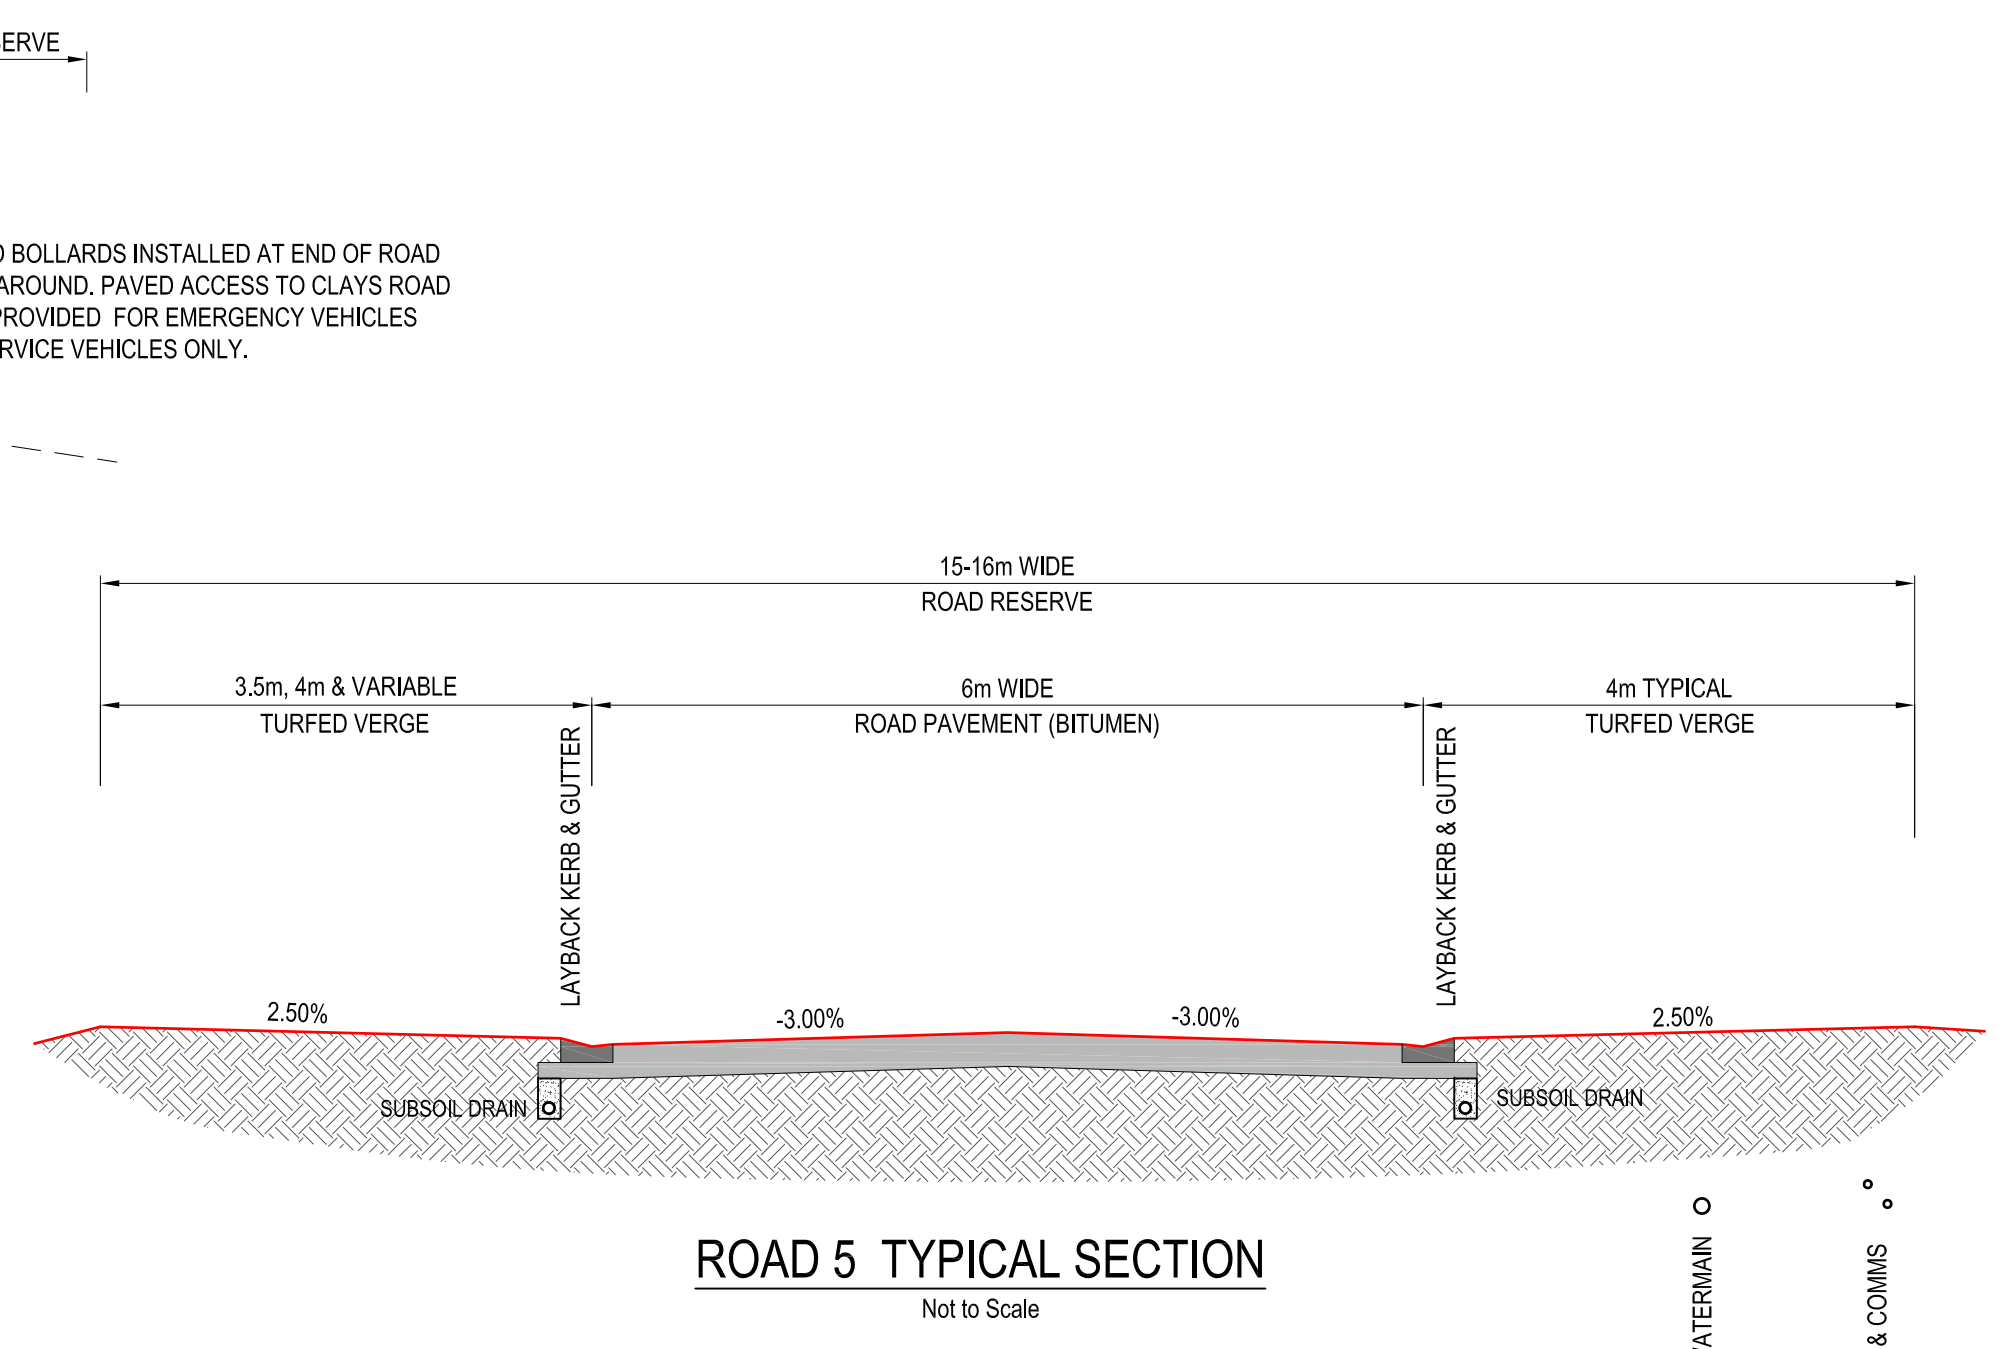 SERVE
BOLLARDS INSTALLED AT END OF ROAD
AROUND. PAVED ACCESS TO CLAYS ROAD
PROVIDED FOR EMERGENCY VEHICLES
RVICE VEHICLES ONLY.
15-16m WIDE
ROAD RESERVE
3.5m, 4m & VARIABLE
TURFED VERGE
6m WIDE
ROAD PAVEMENT (BITUMEN)
4m TYPICAL
TURFED VERGE
LAYBACK KERB & GUTTER
LAYBACK KERB & GUTTER
2.50%
-3.00%
-3.00%
2.50%
SUBSOIL DRAIN
SUBSOIL DRAIN
ROAD 5 TYPICAL SECTION
Not to Scale
WATERMAIN
& COMMS